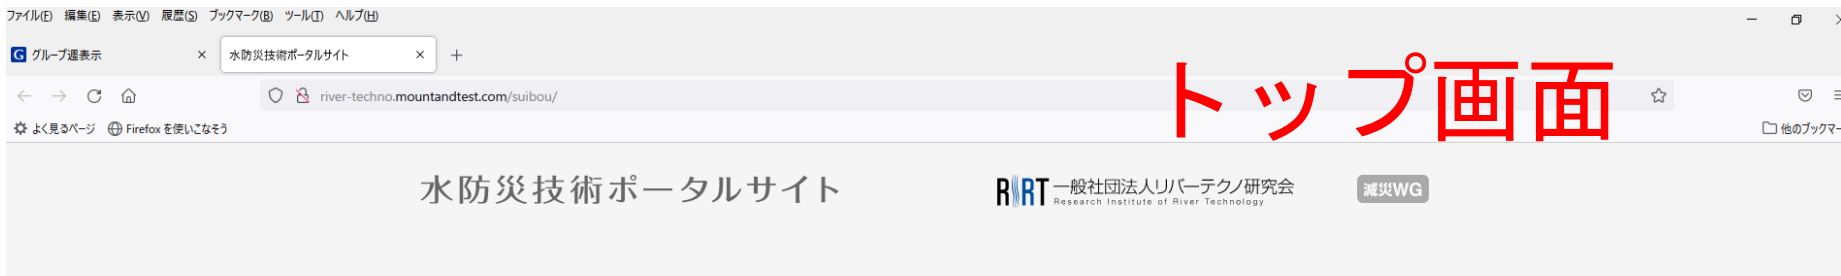 ファイル(F) 編集(E) 表示(V) 履歴(S) ブックマーク(B) ツール(T) ヘルプ(H)
G グループ週表示 × 水防災技術ポータルサイト × +
river-techno.mountandtest.com/suibou/
トップ画面
よく見るページ Firefox を使いこなそう 他のブックマー
水防災技術ポータルサイト RIRT 一般社団法人リバーテクノ研究会 減災WG
Research Institute of River Technology